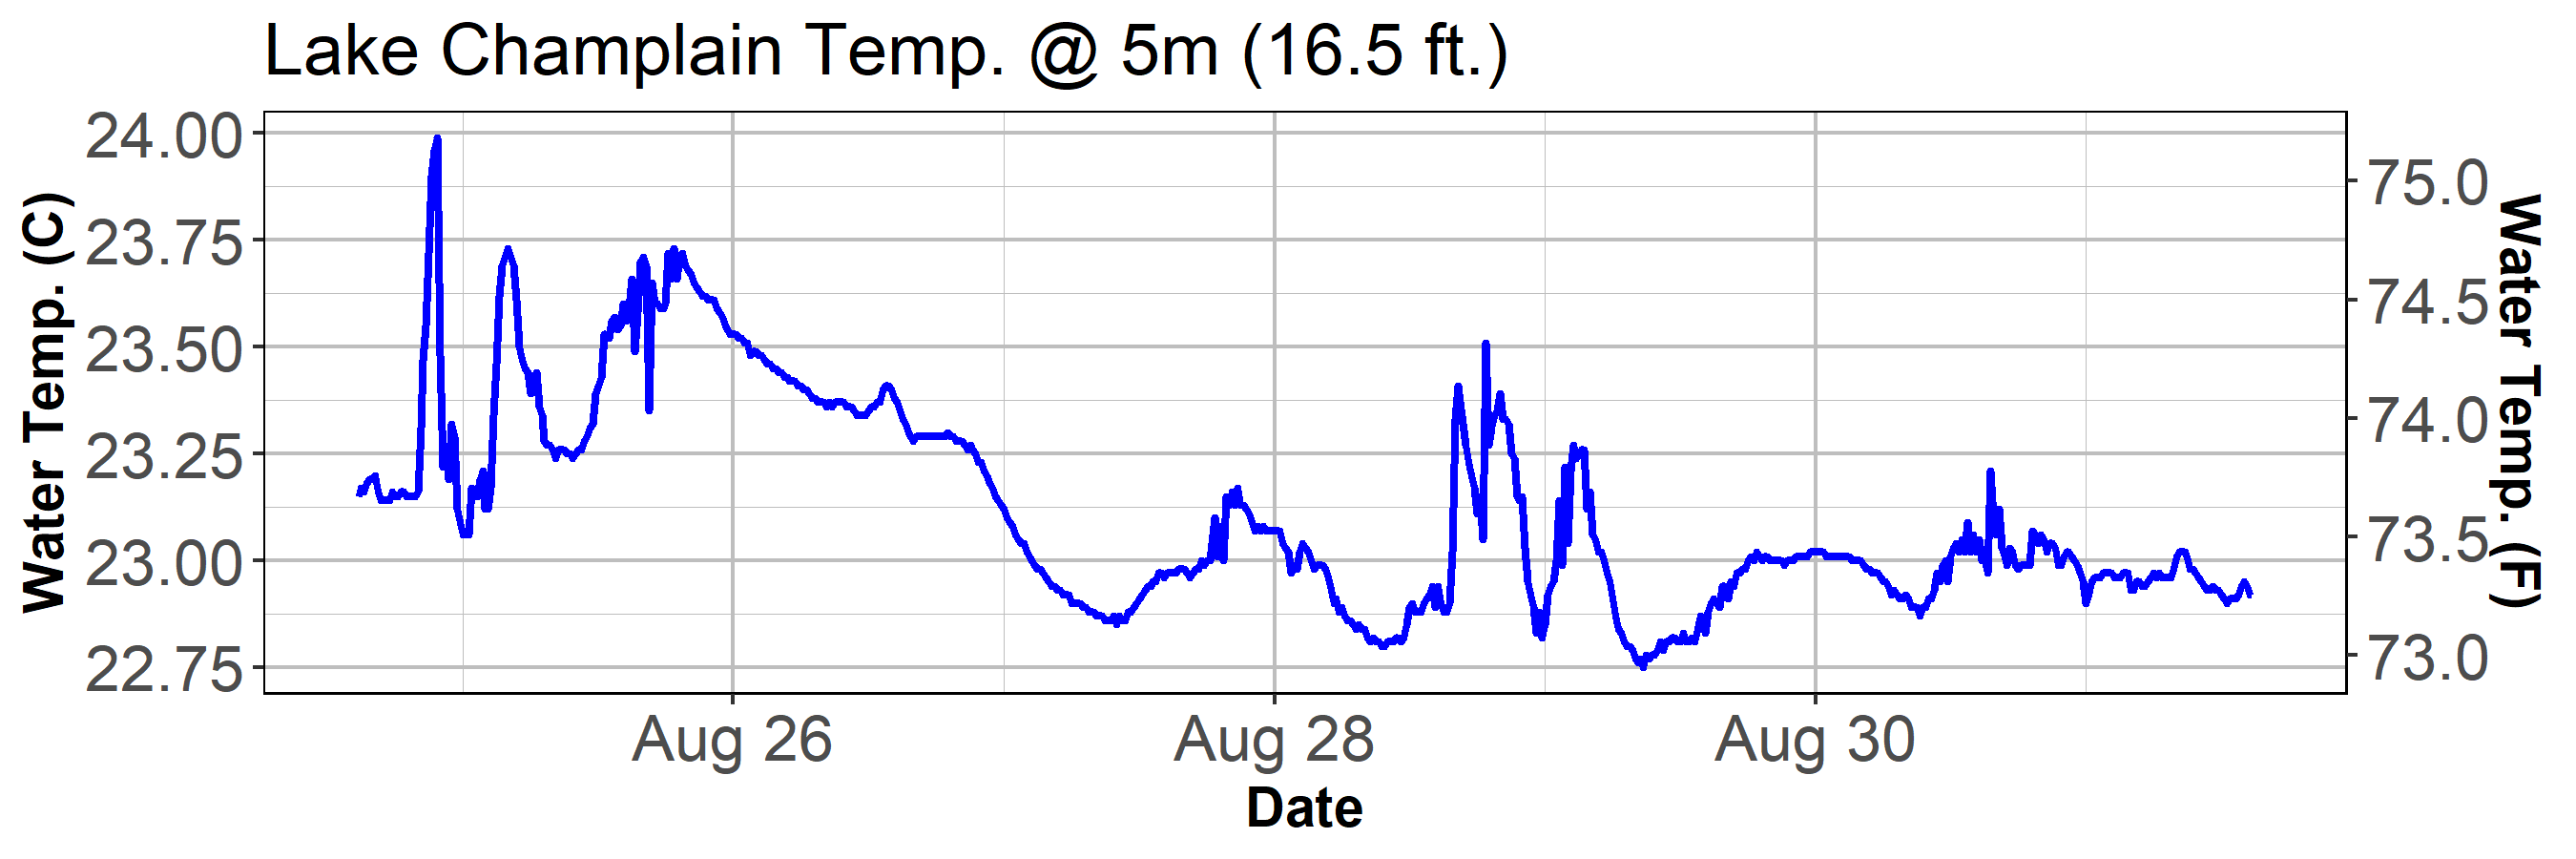 Lake Champlain Temp. @ 5m (16.5 ft.)
Water Temp. (C)
24.00
23.75
23.50
23.25
23.00
22.75
75.0
74.5
74.0
73.5
73.0
Water Temp. (F)
Aug 26
Aug 28
Aug 30
Date